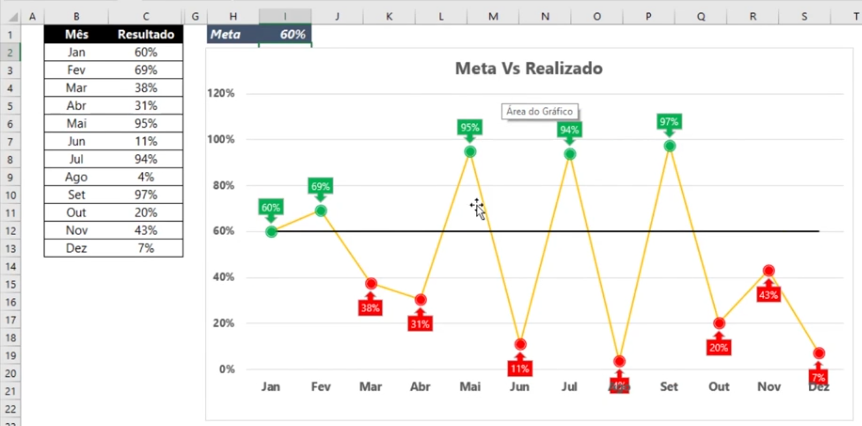 A B C G H I J K L M N O P Q R S T
1 Mês Resultado Meta 60%
2 Jan 60%
3 Fev 69%
4 Mar 38%
5 Abr 31%
6 Mai 95%
7 Jun 11%
8 Jul 94%
9 Ago 4%
10 Set 97%
11 Out 20%
12 Nov 43%
13 Dez 7%
14
15
16
17
18
19
20
21
22
Meta Vs Realizado
Área do Gráfico
120%
100%
80%
60%
40%
20%
0%
60% 69% 38% 31% 95% 11% 94% 4% 97% 20% 43% 7%
Jan Fev Mar Abr Mai Jun Jul Ago Set Out Nov Dez